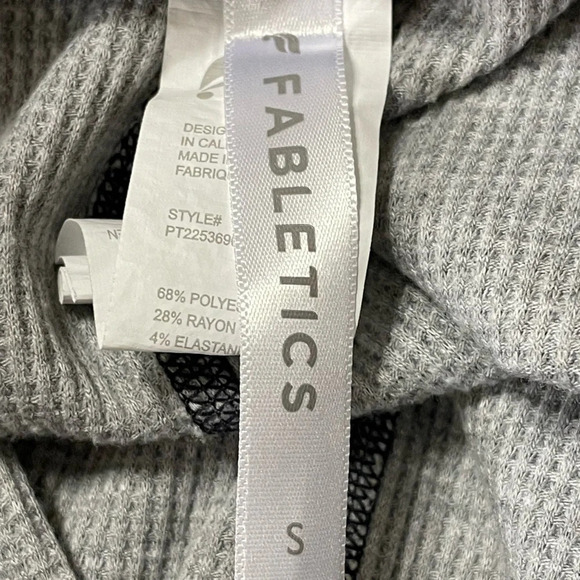 FABLETICS
S
DESIG
IN CAL
MADE I
FABRIQ
STYLE#
PT225369
68% POLYE
28% RAYON
4% ELASTAN